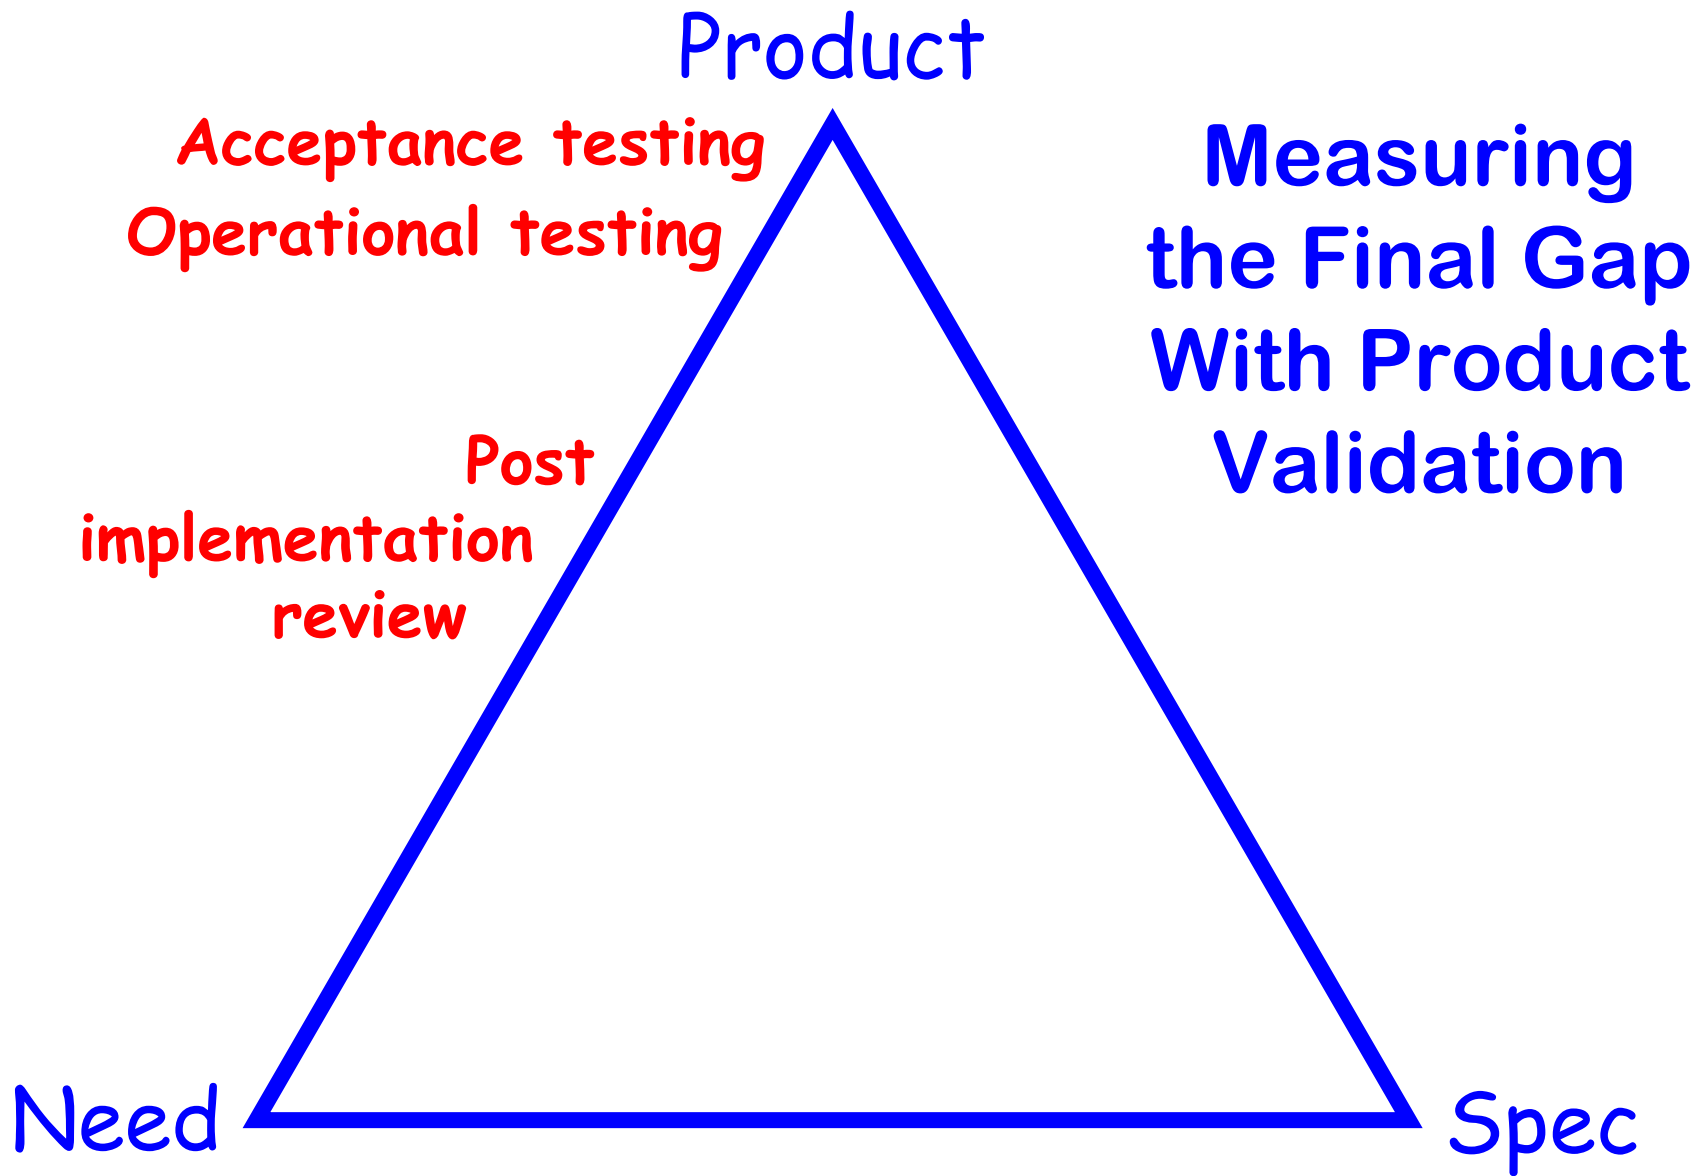 Product
Acceptance testing
Operational testing
Measuring
the Final Gap
With Product
Validation
Post
implementation
review
Need
Spec